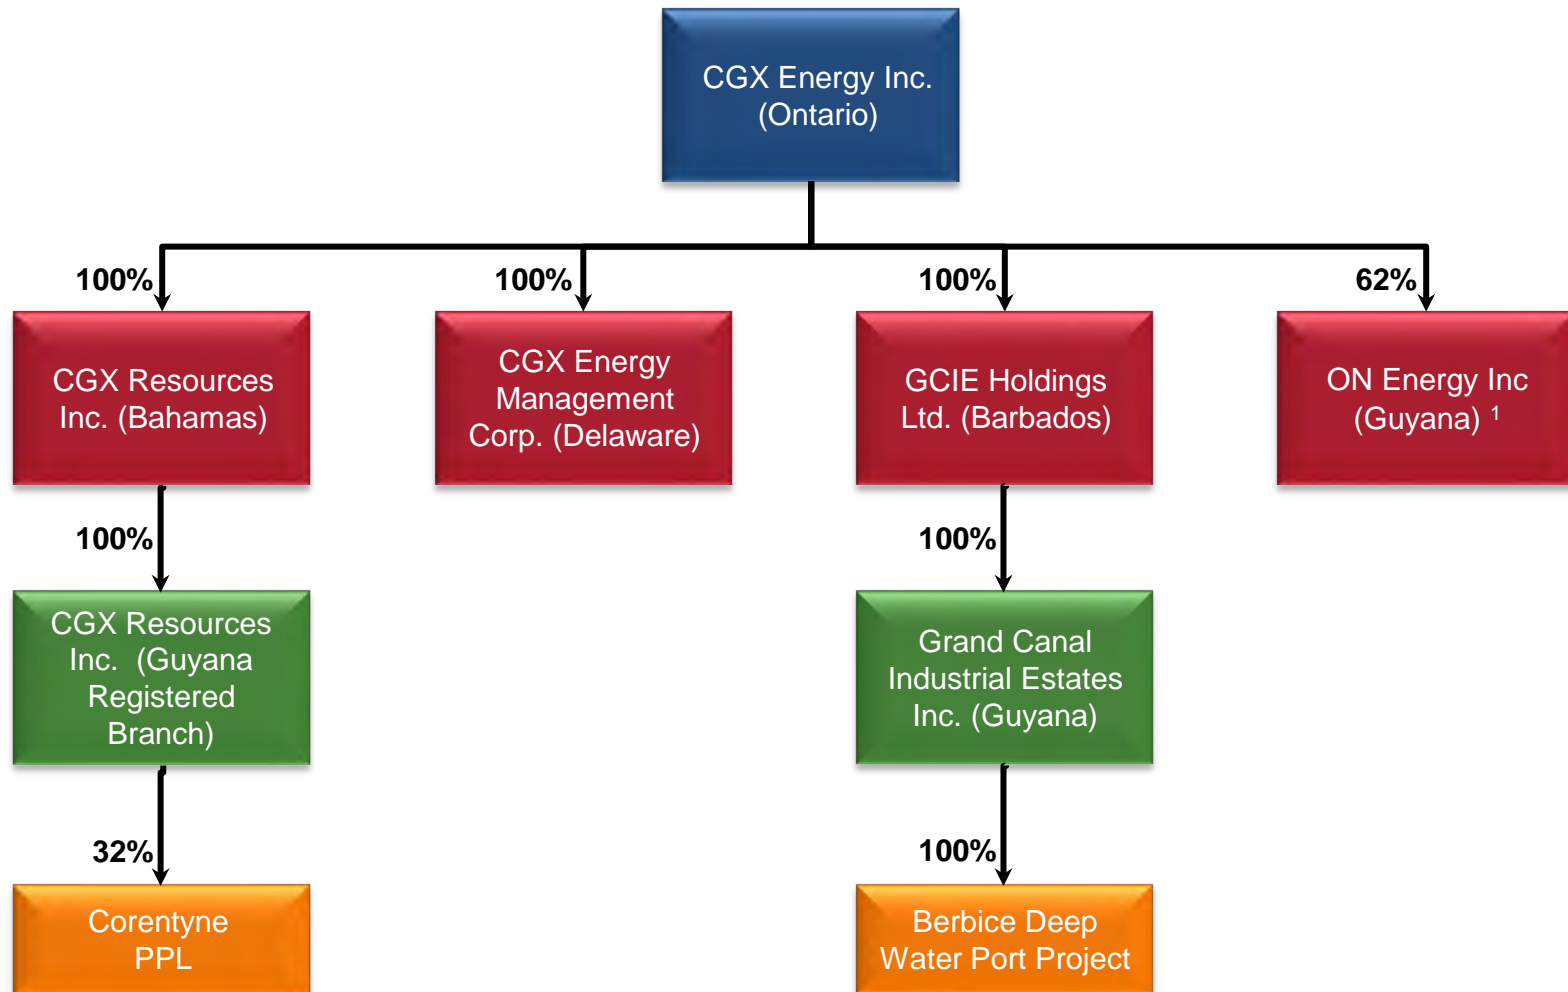 CGX Energy Inc.
(Ontario)
100%
100%
100%
62%
CGX Resources
Inc. (Bahamas)
CGX Energy
Management
Corp. (Delaware)
GCIE Holdings
Ltd. (Barbados)
ON Energy Inc
(Guyana) 1
100%
100%
CGX Resources
Inc. (Guyana
Registered
Branch)
Grand Canal
Industrial Estates
Inc. (Guyana)
32%
100%
Corentyne
PPL
Berbice Deep
Water Port Project